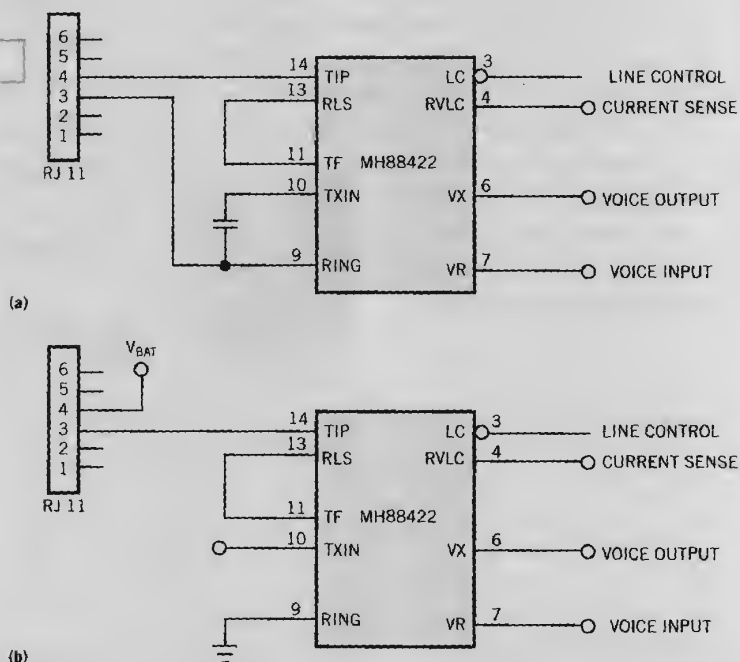 6
5
4
3
2
1
RJ 11
14 TIP
13 RLS
11 TF
10 TXIN
9 RING
MH88422
LC 3 LINE CONTROL
RVLC 4 CURRENT SENSE
VX 6 VOICE OUTPUT
VR 7 VOICE INPUT
(a)
VBAT
6
5
4
3
2
1
RJ 11
14 TIP
13 RLS
11 TF
10 TXIN
9 RING
MH88422
LC 3 LINE CONTROL
RVLC 4 CURRENT SENSE
VX 6 VOICE OUTPUT
VR 7 VOICE INPUT
(b)